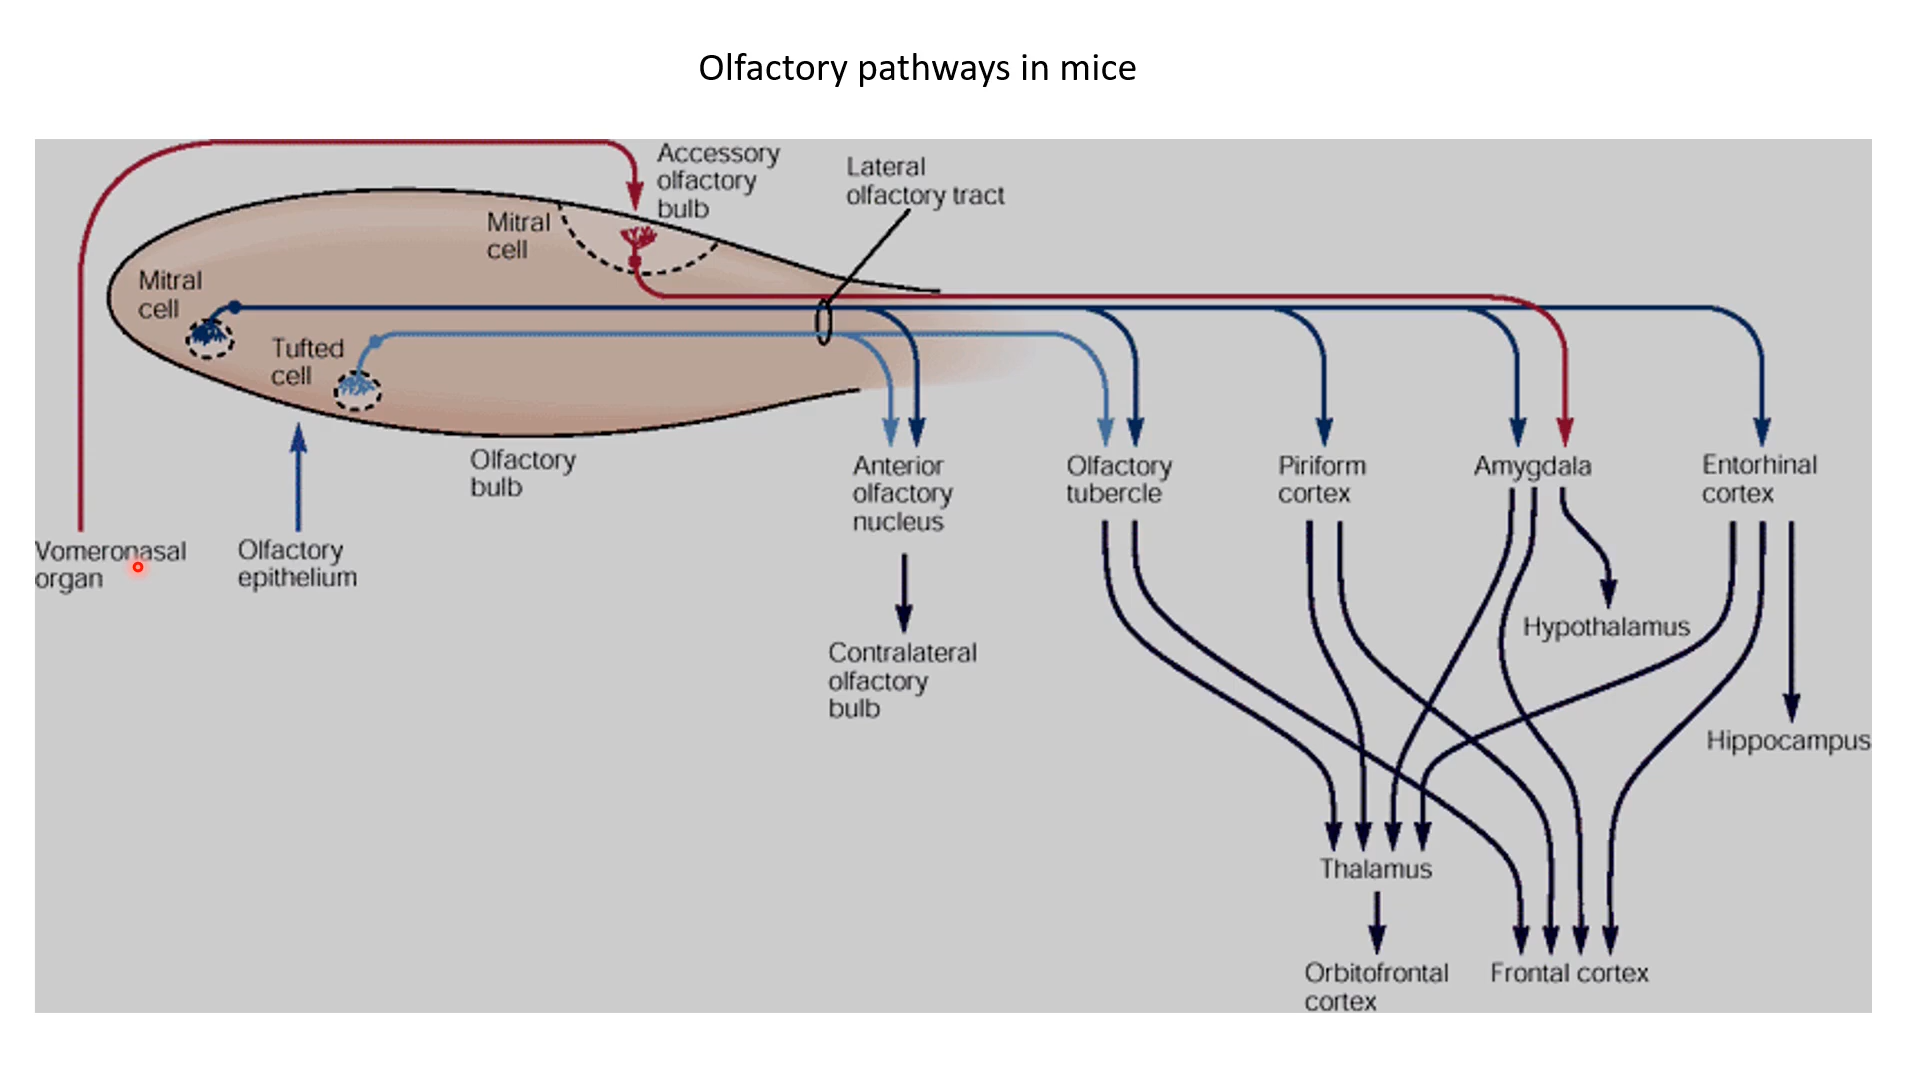 Olfactory pathways in mice
Accessory
olfactory
bulb
Lateral
olfactory tract
Mitral
cell
Mitral
cell
Tufted
cell
Olfactory
bulb
Vomeronasal
organ
Olfactory
epithelium
Anterior
olfactory
nucleus
Olfactory
tubercle
Piriform
cortex
Amygdala
Entorhinal
cortex
Contralateral
olfactory
bulb
Hypothalamus
Hippocampus
Thalamus
Orbitofrontal
cortex
Frontal cortex